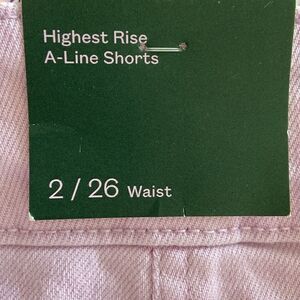 Highest Rise
A-Line Shorts
2 / 26 Waist